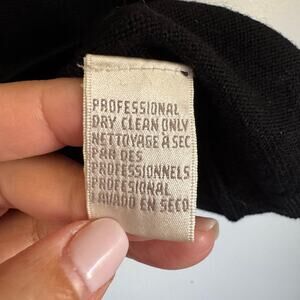 PROFESSIONAL
DRY CLEAN ONLY
NETTOYAGE A SEC
PAR DES
PROFESSIONNELS
PROFESIONAL
LAVADO EN SECO